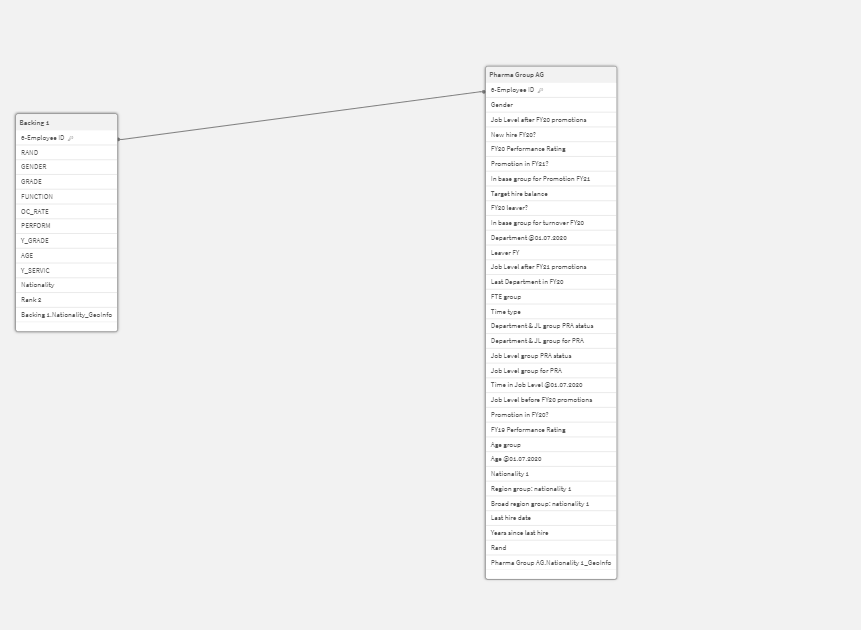 Backing 1
6-Employee ID
RAND
GENDER
GRADE
FUNCTION
OC_RATE
PERFORM
Y_GRADE
AGE
Y_SERVIC
Nationality
Rank 2
Backing 1.Nationality_GeoInfo
Pharma Group AG
6-Employee ID
Gender
Job Level after FY20 promotions
New hire FY20?
FY20 Performance Rating
Promotion in FY21?
In base group for Promotion FY21
Target hire balance
FY20 leaver?
In base group for turnover FY20
Department @01.07.2020
Leaver FY
Job Level after FY21 promotions
Last Department in FY20
FTE group
Time type
Department & JL group PRA status
Department & JL group for PRA
Job Level group PRA status
Job Level group for PRA
Time in Job Level @01.07.2020
Job Level before FY20 promotions
Promotion in FY20?
FY19 Performance Rating
Age group
Age @01.07.2020
Nationality 1
Region group: nationality 1
Broad region group: nationality 1
Last hire date
Years since last hire
Rand
Pharma Group AG.Nationality 1_GeoInfo